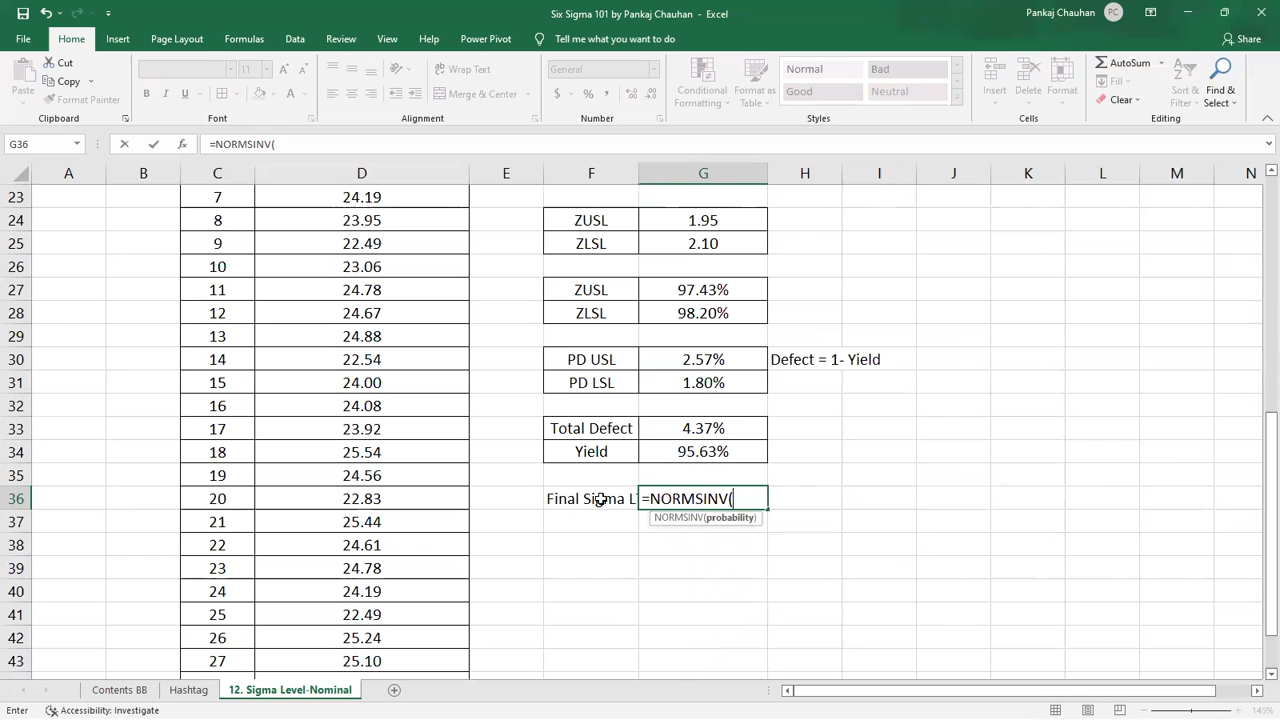 Six Sigma 101 by Pankaj Chauhan - Excel
Pankaj Chauhan PC
File Home Insert Page Layout Formulas Data Review View Help Power Pivot Tell me what you want to do Share
Paste
Cut
Copy
Format Painter
Clipboard
11
B I U
Font
Wrap Text
Merge & Center
Alignment
General
$ %
Number
Conditional Formatting
Format as Table
Normal Bad
Good Neutral
Styles
Insert Delete Format
Cells
AutoSum
Fill
Clear
Sort & Filter
Find & Select
Editing
G36 fx =NORMSINV(
A B C D E F G H I J K L M N
23 7 24.19
24 8 23.95 ZUSL 1.95
25 9 22.49 ZLSL 2.10
26 10 23.06
27 11 24.78 ZUSL 97.43%
28 12 24.67 ZLSL 98.20%
29 13 24.88
30 14 22.54 PD USL 2.57% Defect = 1- Yield
31 15 24.00 PD LSL 1.80%
32 16 24.08
33 17 23.92 Total Defect 4.37%
34 18 25.54 Yield 95.63%
35 19 24.56
36 20 22.83 Final Sigma L =NORMSINV(
NORMSINV(probability)
37 21 25.44
38 22 24.61
39 23 24.78
40 24 24.19
41 25 22.49
42 26 25.24
43 27 25.10
Contents BB Hashtag 12. Sigma Level-Nominal
Enter Accessibility: Investigate 145%